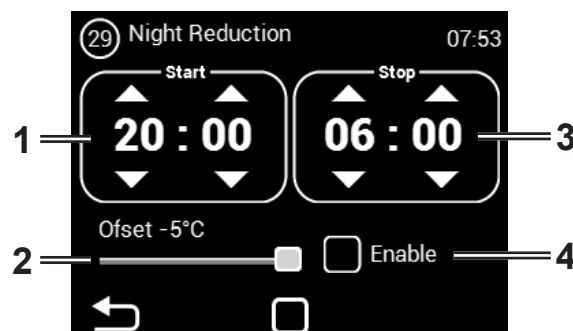 29 Night Reduction 07:53
Start Stop
1 20 : 00 06 : 00 3
Ofset -5°C
2 Enable 4